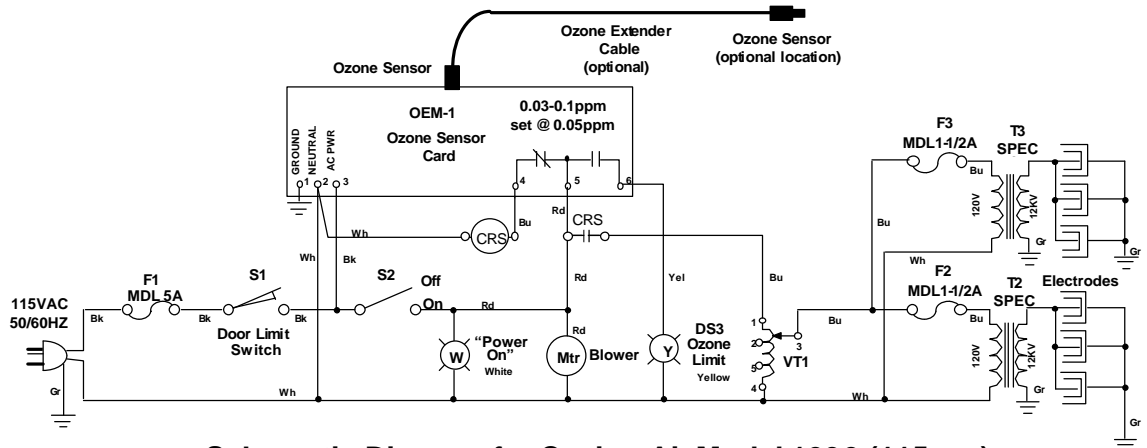 Ozone Extender
Cable
(optional)
Ozone Sensor
(optional location)
Ozone Sensor
OEM-1
Ozone Sensor
Card
0.03-0.1ppm
set @ 0.05ppm
GROUND
NEUTRAL
AC PWR
1
2
3
4
5
6
F3
MDL1-1/2A
T3
SPEC
Bu
120V
12KV
Gr
Gr
Rd
CRS
CRS
Bu
Wh
Wh
Bk
Bu
Wh
F1
MDL 5A
S1
S2
Off
On
Rd
Yel
Bu
F2
MDL1-1/2A
T2
SPEC
Electrodes
115VAC
50/60HZ
Bk
Bk
Bk
Door Limit
Switch
Rd
Rd
Bu
Bu
W
"Power
On"
White
Mtr
Blower
Y
DS3
Ozone
Limit
Yellow
1
2
5
4
3
VT1
120V
12KV
Gr
Gr
Wh
Wh
Gr